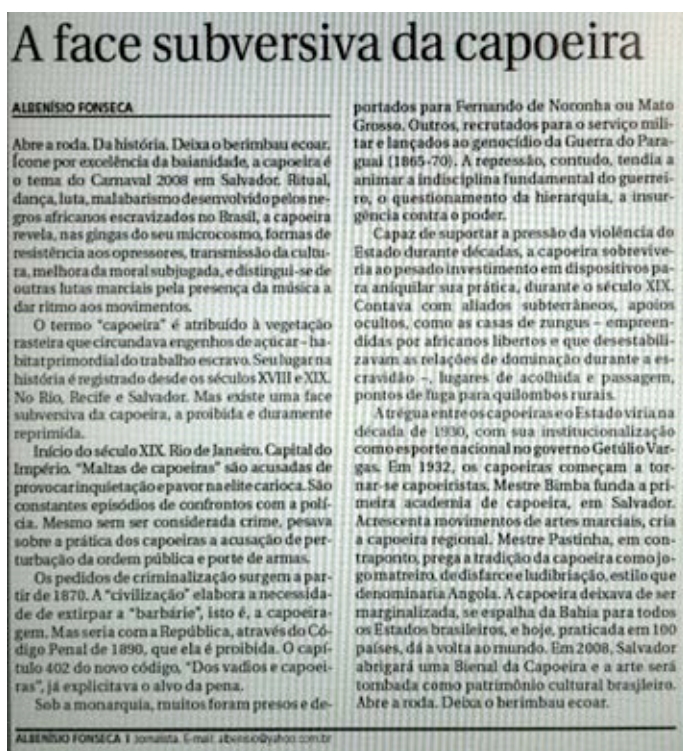 A face subversiva da capoeira
ALBENÍSIO FONSECA
Abre a roda. Da história. Deixa o berimbau ecoar.
Ícone por excelência da baianidade, a capoeira é
o tema do Carnaval 2008 em Salvador. Ritual,
dança, luta, malabarismo desenvolvido pelos ne-
gros africanos escravizados no Brasil, a capoeira
revela, nas gingas do seu microcosmo, formas de
resistência aos opressores, transmissão da cultu-
ra, melhora da moral subjugada, e distingui-se de
outras lutas marciais pela presença da música a
dar ritmo aos movimentos.
O termo "capoeira" é atribuído à vegetação
rasteira que circundava engenhos de açúcar – ha-
bitat primordial do trabalho escravo. Seu lugar na
história é registrado desde os séculos XVIII e XIX.
No Rio, Recife e Salvador. Mas existe uma face
subversiva da capoeira, a proibida e duramente
reprimida.
Início do século XIX. Rio de Janeiro. Capital do
Império. "Maltas de capoeiras" são acusadas de
provocar inquietação e pavor na elite carioca. São
constantes episódios de confrontos com a polí-
cia. Mesmo sem ser considerada crime, pesava
sobre a prática dos capoeiras a acusação de per-
turbação da ordem pública e porte de armas.
Os pedidos de criminalização surgem a par-
tir de 1870. A "civilização" elabora a necessida-
de de extirpar a "barbárie", isto é, a capoeira-
gem. Mas seria com a República, através do Có-
digo Penal de 1890, que ela é proibida. O capí-
tulo 402 do novo código, "Dos vadios e capoei-
ras", já explicitava o alvo da pena.
Sob a monarquia, muitos foram presos e de-
portados para Fernando de Noronha ou Mato
Grosso. Outros, recrutados para o serviço mili-
tar e lançados ao genocídio da Guerra do Para-
guai (1865-70). A repressão, contudo, tendia a
animar a indisciplina fundamental do guerrei-
ro, o questionamento da hierarquia, a insur-
gência contra o poder.
Capaz de suportar a pressão da violência do
Estado durante décadas, a capoeira sobrevive-
ria ao pesado investimento em dispositivos pa-
ra aniquilar sua prática, durante o século XIX.
Contava com aliados subterrâneos, apoios
ocultos, como as casas de zungus – empreen-
didas por africanos libertos e que desestabili-
zavam as relações de dominação durante a es-
cravidão –, lugares de acolhida e passagem,
pontos de fuga para quilombos rurais.
A trégua entre os capoeiras e o Estado viria na
década de 1930, com sua institucionalização
como esporte nacional no governo Getúlio Var-
gas. Em 1932, os capoeiras começam a tor-
nar-se capoeiristas. Mestre Bimba funda a pri-
meira academia de capoeira, em Salvador.
Acrescenta movimentos de artes marciais, cria
a capoeira regional. Mestre Pastinha, em con-
traponto, prega a tradição da capoeira como jo-
go matreiro, de disfarce e ludibriação, estilo que
denominaria Angola. A capoeira deixava de ser
marginalizada, se espalha da Bahia para todos
os Estados brasileiros, e hoje, praticada em 100
países, dá a volta ao mundo. Em 2008, Salvador
abrigará uma Bienal da Capoeira e a arte será
tombada como patrimônio cultural brasileiro.
Abre a roda. Deixa o berimbau ecoar.
ALBENÍSIO FONSECA | Jornalista. E-mail: albenisio@yahoo.com.br